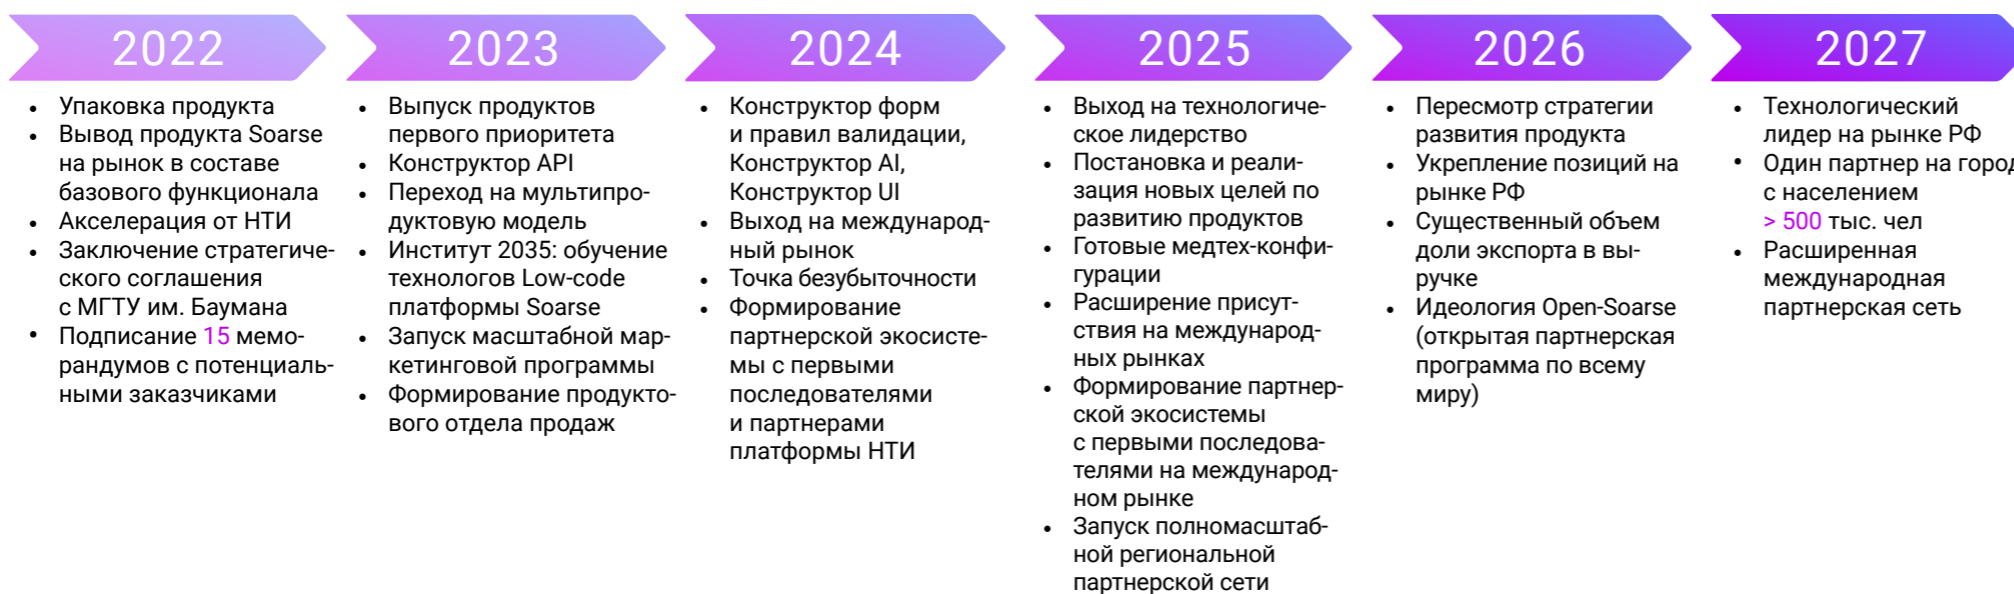 2022
• Упаковка продукта
• Вывод продукта Soarse
на рынок в составе
базового функционала
• Акселерация от НТИ
• Заключение стратегиче-
ского соглашения
с МГТУ им. Баумана
• Подписание 15 мемо-
рандумов с потенциаль-
ными заказчиками
2023
• Выпуск продуктов
первого приоритета
• Конструктор API
• Переход на мультипро-
дуктовую модель
• Институт 2035: обучение
технологов Low-code
платформы Soarse
• Запуск масштабной мар-
кетинговой программы
• Формирование продукто-
вого отдела продаж
2024
• Конструктор форм
и правил валидации,
Конструктор AI,
Конструктор UI
• Выход на международ-
ный рынок
• Точка безубыточности
• Формирование
партнерской экосисте-
мы с первыми
последователями
и партнерами
платформы НТИ
2025
• Выход на технологиче-
ское лидерство
• Постановка и реали-
зация новых целей по
развитию продуктов
• Готовые медтех-конфи-
гурации
• Расширение присут-
ствия на международ-
ных рынках
• Формирование партнер-
ской экосистемы
с первыми последова-
телями на международ-
ном рынке
• Запуск полномасштаб-
ной региональной
партнерской сети
2026
• Пересмотр стратегии
развития продукта
• Укрепление позиций на
рынке РФ
• Существенный объем
доли экспорта в вы-
ручке
• Идеология Open-Soarse
(открытая партнерская
программа по всему
миру)
2027
• Технологический
лидер на рынке РФ
• Один партнер на город
с населением
> 500 тыс. чел
• Расширенная
международная
партнерская сеть